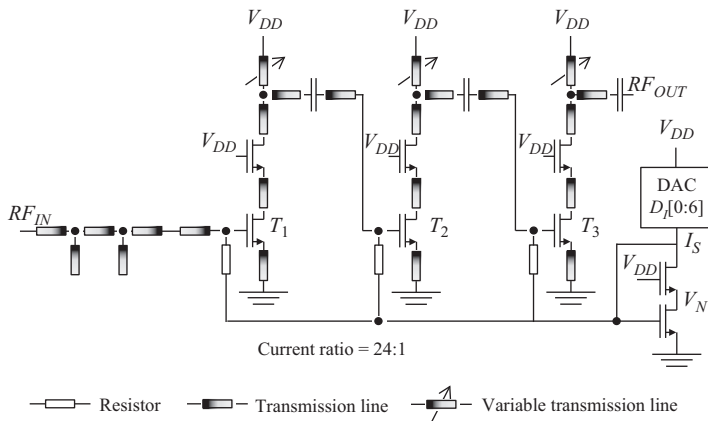 V_DD V_DD V_DD
RF_OUT
V_DD
V_DD V_DD V_DD
DAC
D_I[0:6]
RF_IN
T_1 T_2 T_3
I_S
V_DD
V_N
Current ratio = 24:1
Resistor Transmission line Variable transmission line